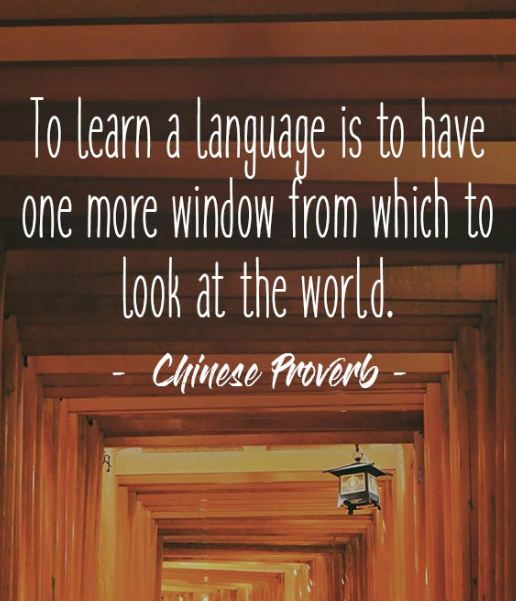 To learn a language is to have
one more window from which to
look at the world.
- Chinese Proverb -